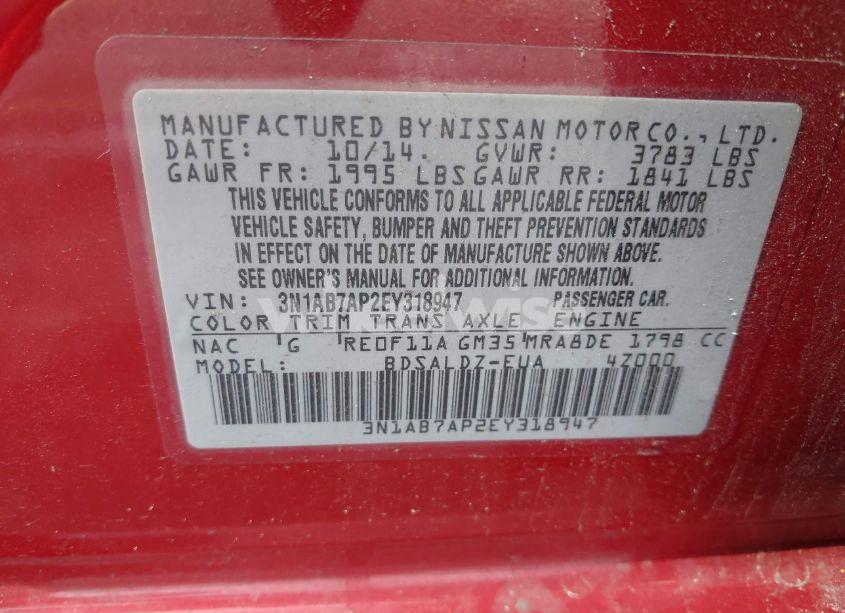 MANUFACTURED BY NISSAN MOTOR CO., LTD.
DATE: 10/14. GVWR: 3783 LBS
GAWR FR: 1995 LBS GAWR RR: 1841 LBS
THIS VEHICLE CONFORMS TO ALL APPLICABLE FEDERAL MOTOR
VEHICLE SAFETY, BUMPER AND THEFT PREVENTION STANDARDS
IN EFFECT ON THE DATE OF MANUFACTURE SHOWN ABOVE.
SEE OWNER'S MANUAL FOR ADDITIONAL INFORMATION.
VIN: 3N1AB7AP2EY318947 PASSENGER CAR.
COLOR TRIM TRANS AXLE ENGINE
NAC G RE0F11A GM35 MRA8DE 1798 CC
MODEL: BDSALDZ-EUA 4Z000
3N1AB7AP2EY318947